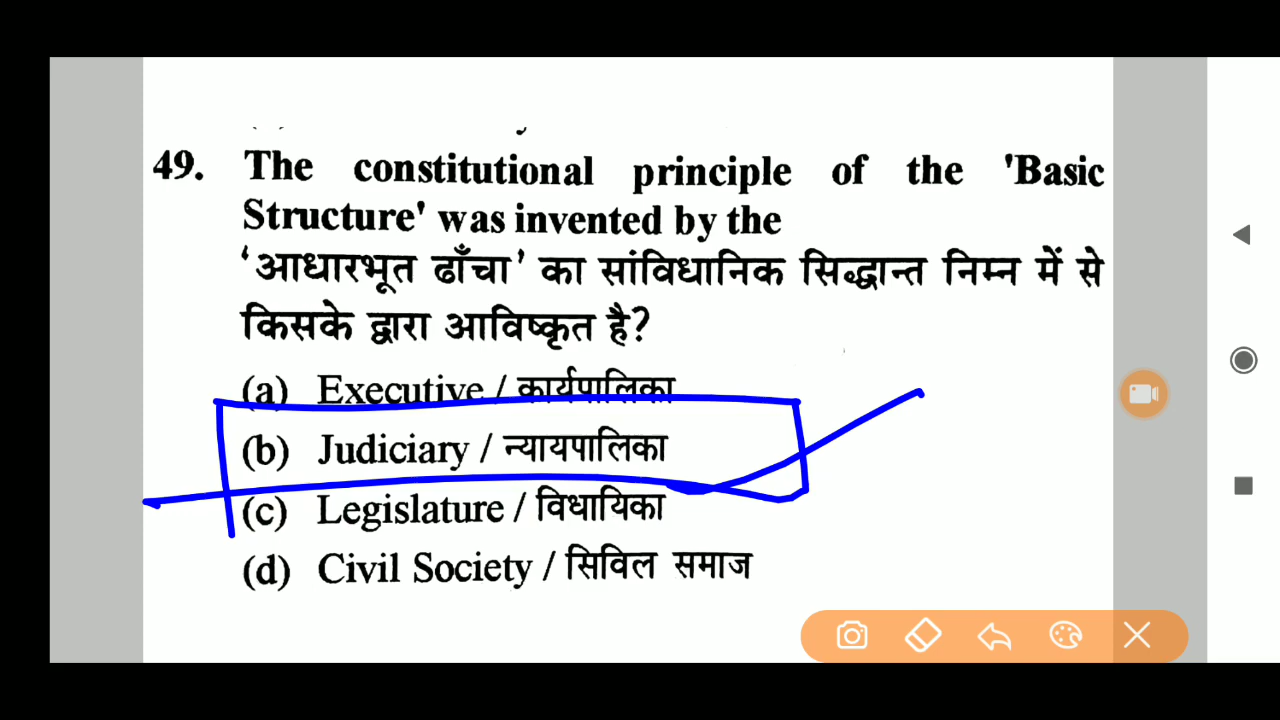 49. The constitutional principle of the 'Basic
Structure' was invented by the
‘आधारभूत ढाँचा’ का सांविधानिक सिद्धान्त निम्न में से
किसके द्वारा आविष्कृत है?
(a) Executive / कार्यपालिका
(b) Judiciary / न्यायपालिका
(c) Legislature / विधायिका
(d) Civil Society / सिविल समाज